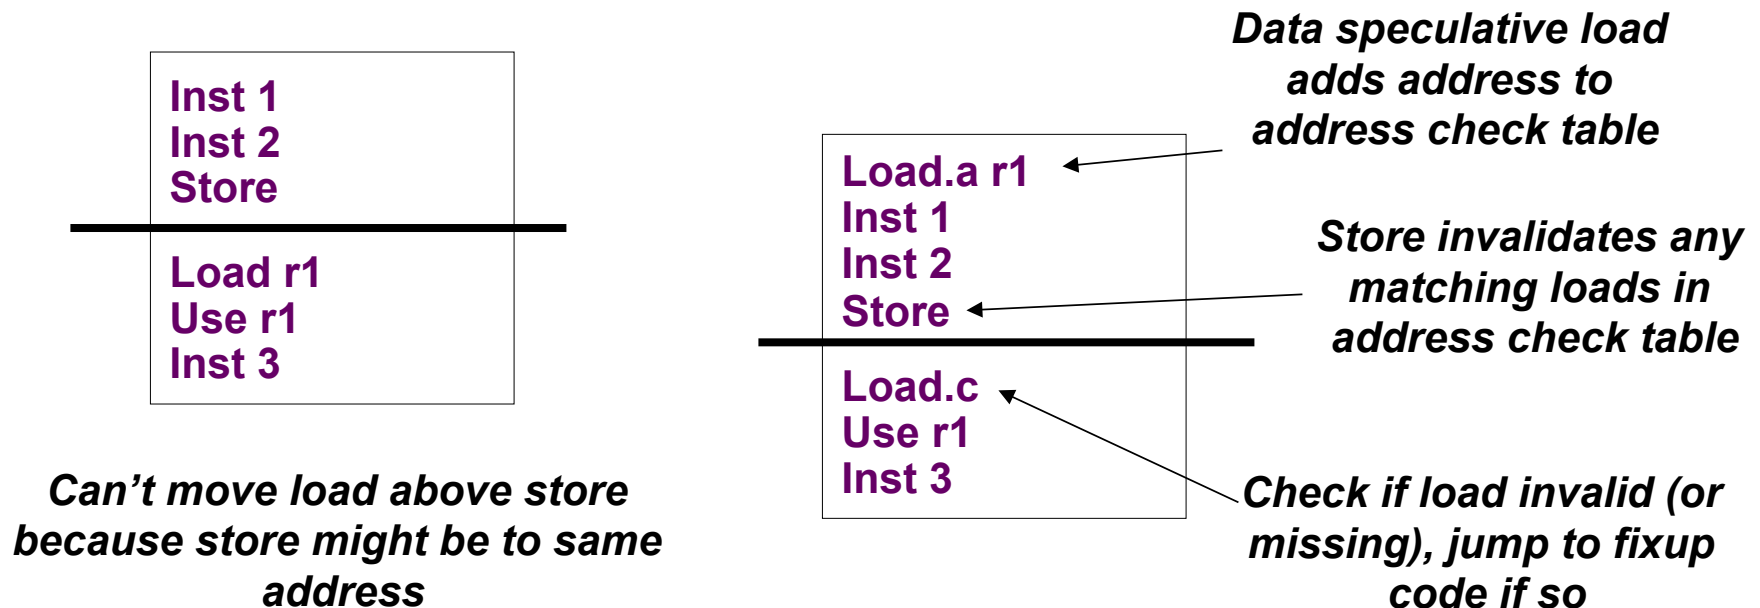 Inst 1
Inst 2
Store
Load r1
Use r1
Inst 3
Can’t move load above store
because store might be to same
address
Data speculative load
adds address to
address check table
Load.a r1
Inst 1
Inst 2
Store
Store invalidates any
matching loads in
address check table
Load.c
Use r1
Inst 3
Check if load invalid (or
missing), jump to fixup
code if so